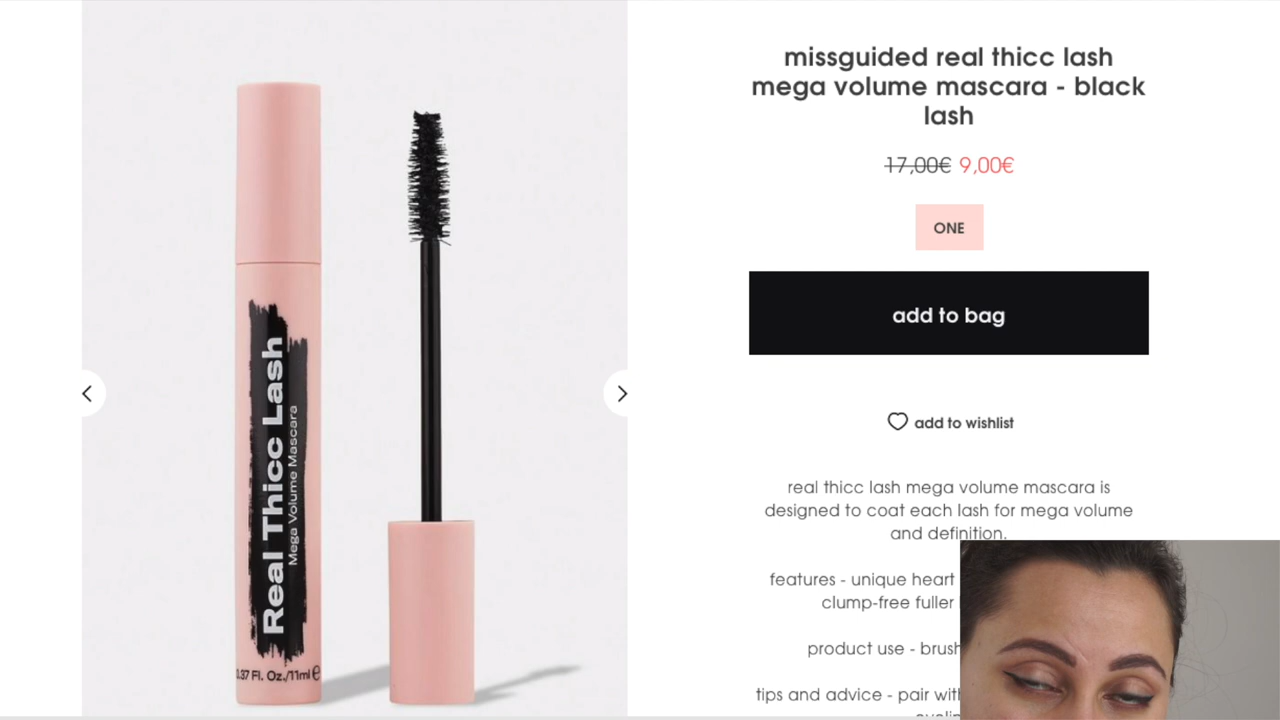 Real Thicc Lash
Mega Volume Mascara
0.37 Fl. Oz./11ml ℮
missguided real thicc lash
mega volume mascara - black
lash
17,00€ 9,00€
ONE
add to bag
add to wishlist
real thicc lash mega volume mascara is
designed to coat each lash for mega volume
and definition.
features - unique heart
clump-free fuller
product use - brush
tips and advice - pair with